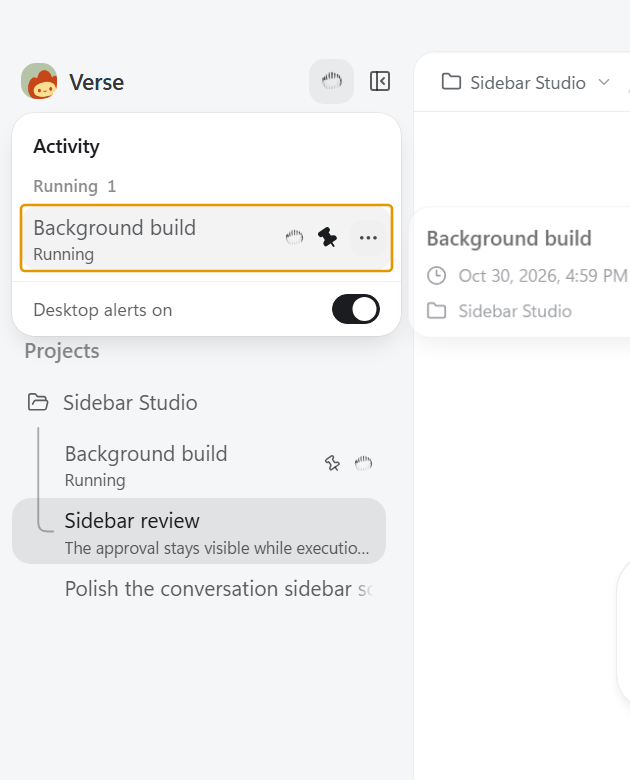 Verse
Sidebar Studio
Activity
Running 1
Background build
Running
Desktop alerts on
Background build
Oct 30, 2026, 4:59 PM
Sidebar Studio
Projects
Sidebar Studio
Background build
Running
Sidebar review
The approval stays visible while executio...
Polish the conversation sidebar